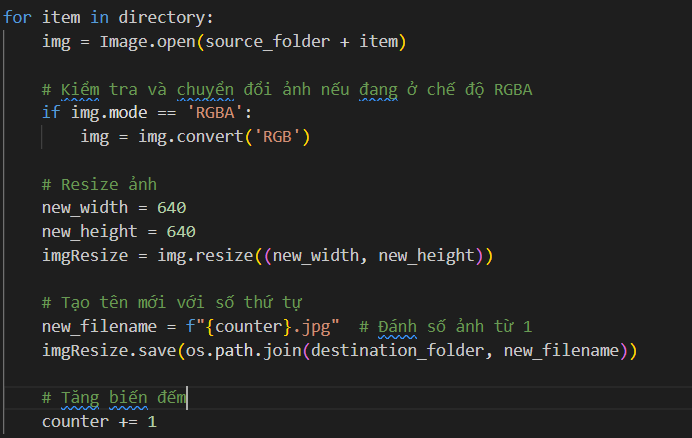 for item in directory:
    img = Image.open(source_folder + item)

    # Kiểm tra và chuyển đổi ảnh nếu đang ở chế độ RGBA
    if img.mode == 'RGBA':
        img = img.convert('RGB')

    # Resize ảnh
    new_width = 640
    new_height = 640
    imgResize = img.resize((new_width, new_height))

    # Tạo tên mới với số thứ tự
    new_filename = f"{counter}.jpg"  # Đánh số ảnh từ 1
    imgResize.save(os.path.join(destination_folder, new_filename))

    # Tăng biến đếm
    counter += 1